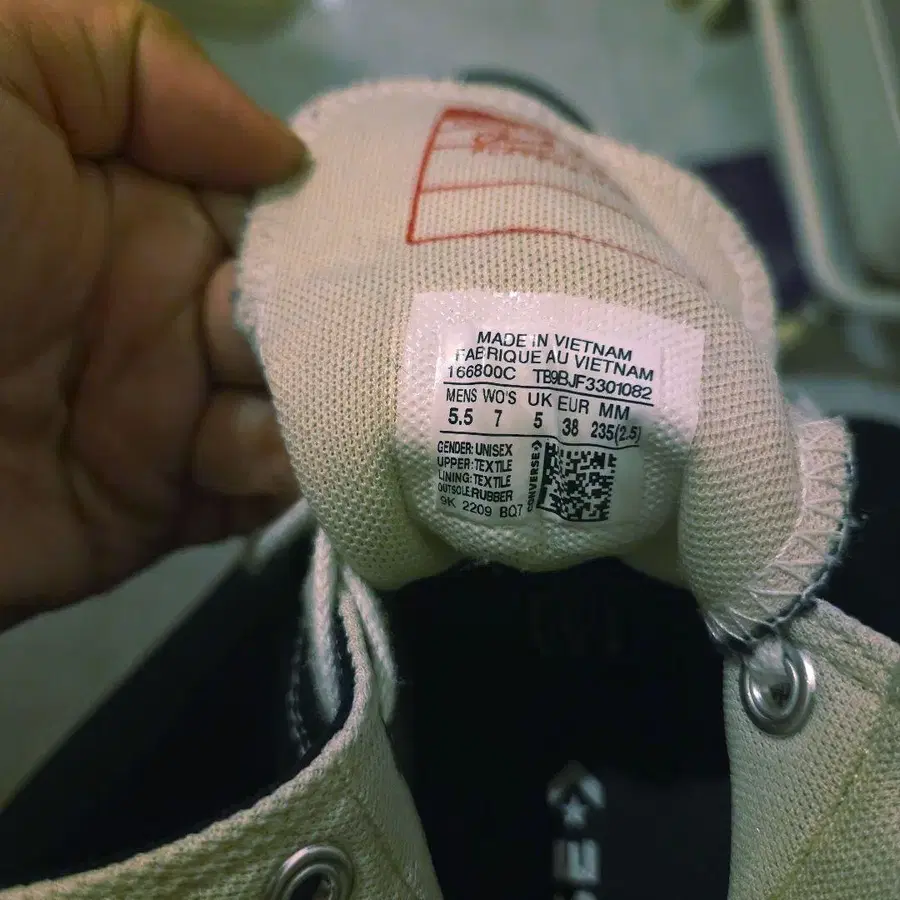 MADE IN VIETNAM
FABRIQUE AU VIETNAM
166800C TB9BJF3301082
MENS WO'S UK EUR MM
5.5 7 5 38 235(2.5)
GENDER: UNISEX
UPPER: TEXTILE
LINING: TEXTILE
OUTSOLE: RUBBER
9K 2209 BQ7
CONVERSE